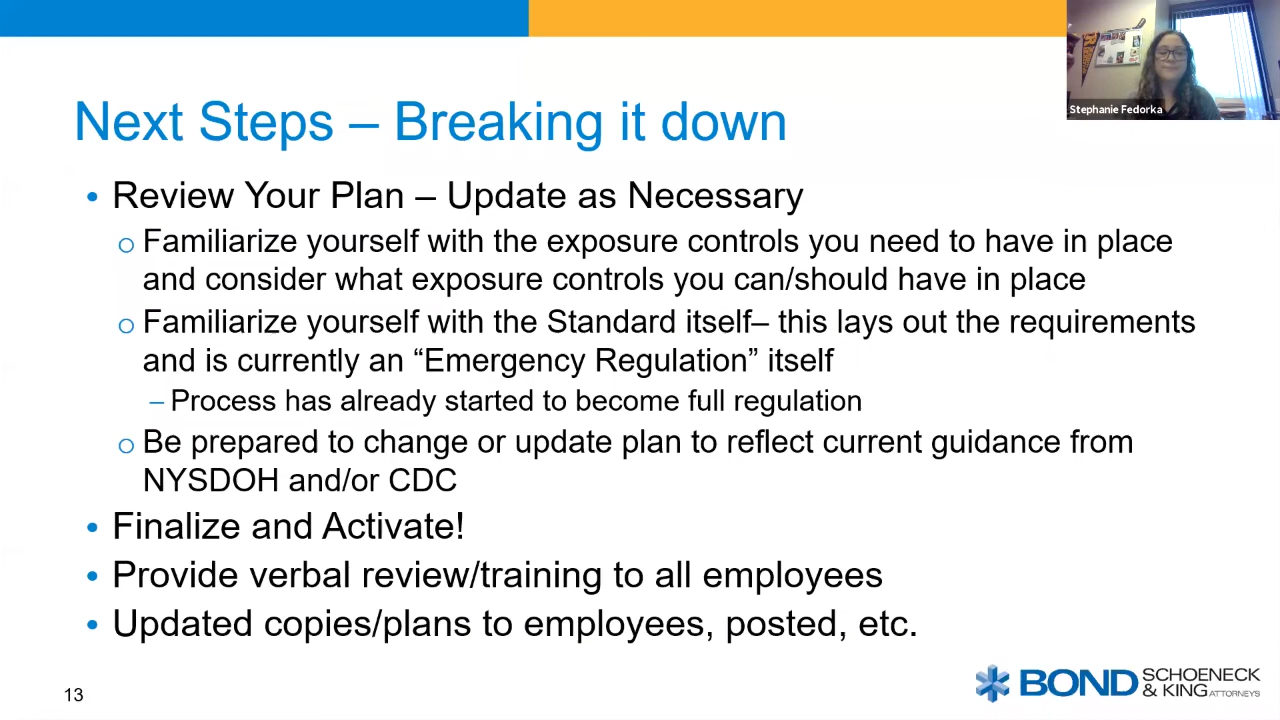 Stephanie Fedorka
Next Steps – Breaking it down
• Review Your Plan – Update as Necessary
o Familiarize yourself with the exposure controls you need to have in place
and consider what exposure controls you can/should have in place
o Familiarize yourself with the Standard itself– this lays out the requirements
and is currently an “Emergency Regulation” itself
– Process has already started to become full regulation
o Be prepared to change or update plan to reflect current guidance from
NYSDOH and/or CDC
• Finalize and Activate!
• Provide verbal review/training to all employees
• Updated copies/plans to employees, posted, etc.
13
BOND SCHOENECK
& KING ATTORNEYS